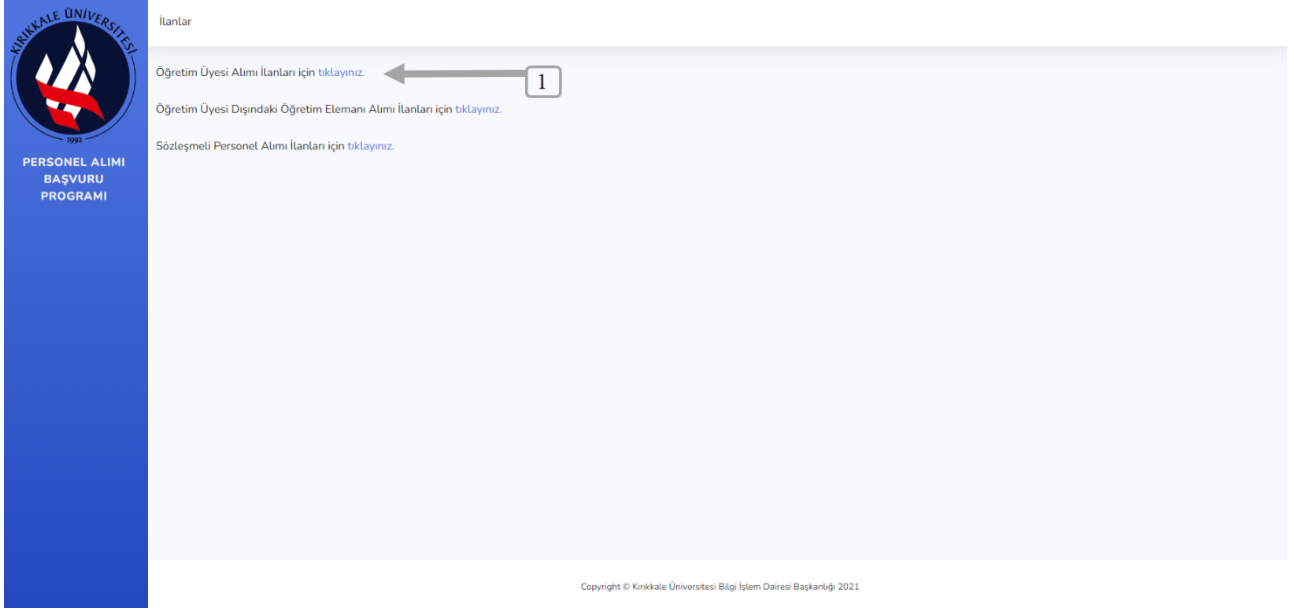 KIRIKKALE ÜNİVERSİTESİ
1992
PERSONEL ALIMI
BAŞVURU
PROGRAMI
İlanlar
Öğretim Üyesi Alımı İlanları için tıklayınız.
1
Öğretim Üyesi Dışındaki Öğretim Elemanı Alımı İlanları için tıklayınız.
Sözleşmeli Personel Alımı İlanları için tıklayınız.
Copyright © Kırıkkale Üniversitesi Bilgi İşlem Dairesi Başkanlığı 2021